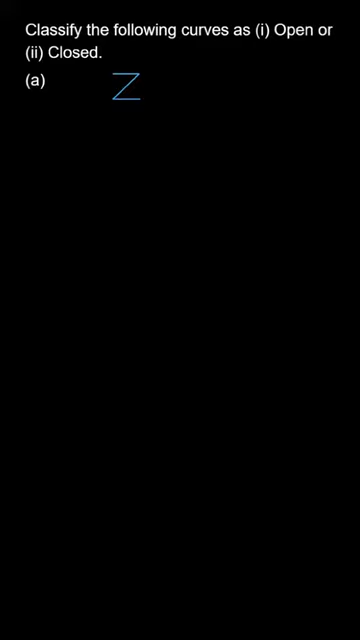 Classify the following curves as (i) Open or
(ii) Closed.
(a)